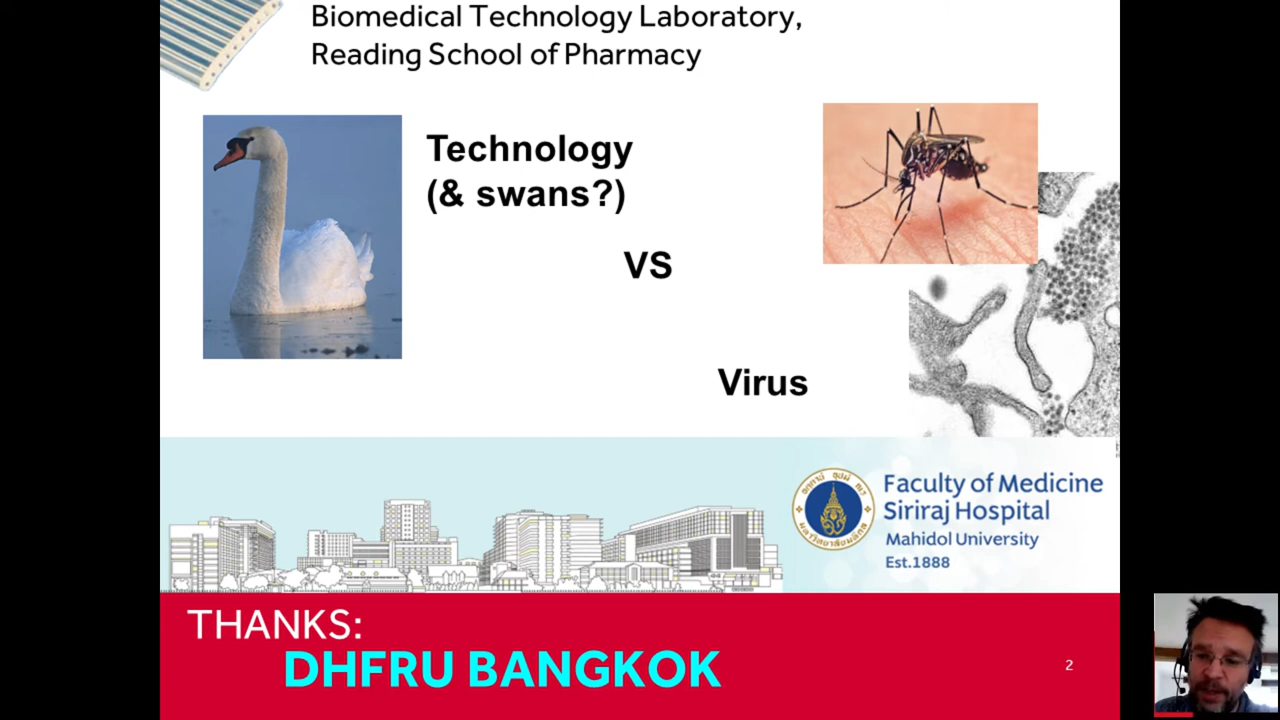 Biomedical Technology Laboratory,
Reading School of Pharmacy
Technology
(& swans?)
VS
Virus
Faculty of Medicine
Siriraj Hospital
Mahidol University
Est.1888
THANKS:
DHFRU BANGKOK
2